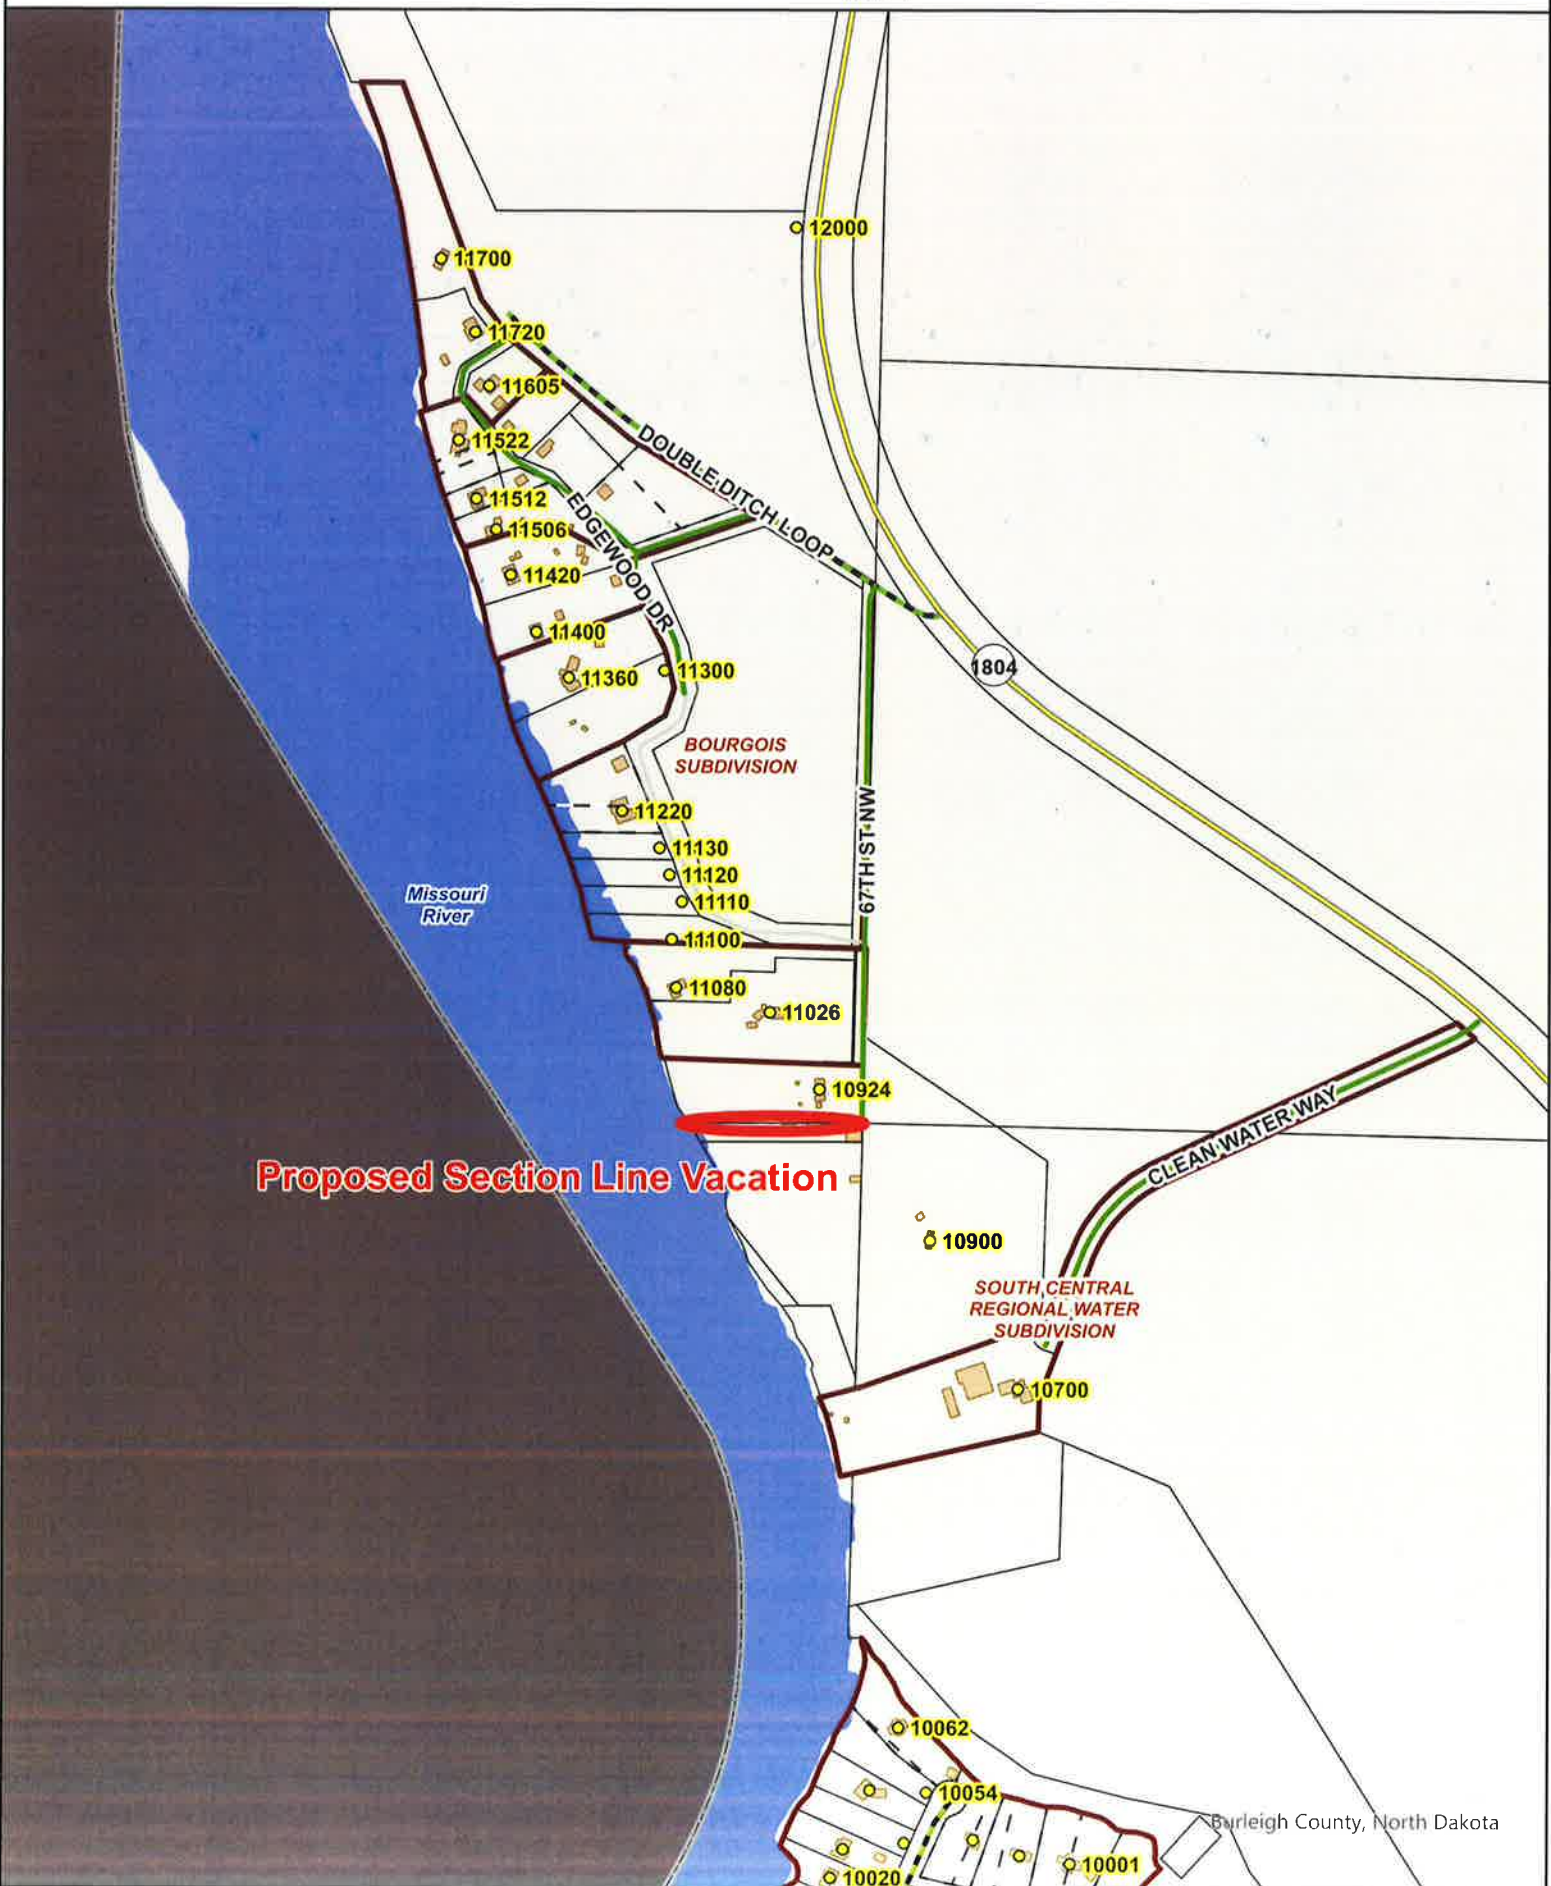 12000
11700
11720
11605
11522
DOUBLE DITCH LOOP
11512
EDGEWOOD DR
11506
11420
11400
1804
11300
11360
BOURGOIS
SUBDIVISION
67TH ST NW
11220
11130
11120
Missouri
River
11110
11100
11080
11026
10924
CLEAN WATER WAY
Proposed Section Line Vacation
10900
SOUTH CENTRAL
REGIONAL WATER
SUBDIVISION
10700
10062
10054
Burleigh County, North Dakota
10001
10020